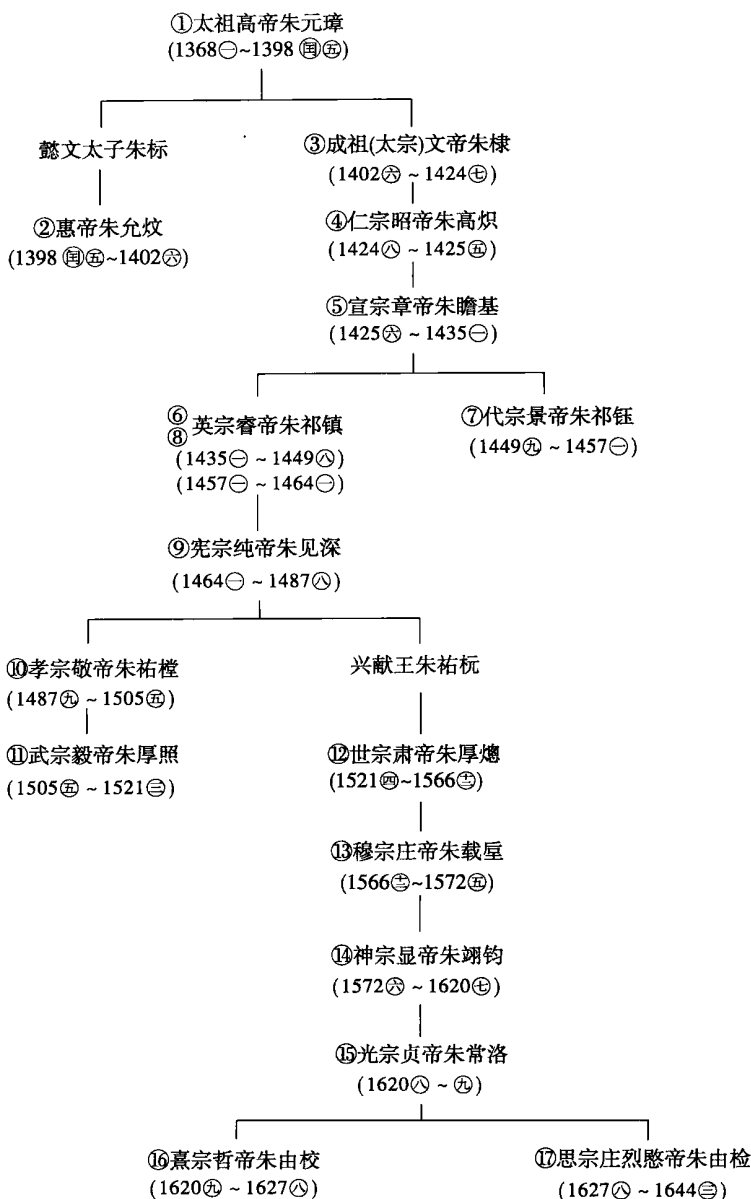 ①太祖高帝朱元璋
(1368㊀~1398 ㊐㊄)
懿文太子朱标
③成祖(太宗)文帝朱棣
(1402㊅ ~ 1424㊆)
②惠帝朱允炆
(1398 閏㊄~1402㊅)
④仁宗昭帝朱高炽
(1424㊇ ~ 1425㊄)
⑤宣宗章帝朱瞻基
(1425㊅ ~ 1435㊀)
⑥
⑧英宗睿帝朱祁镇
(1435㊀ ~ 1449㊇)
(1457㊀ ~ 1464㊀)
⑦代宗景帝朱祁钰
(1449㊈ ~ 1457㊀)
⑨宪宗纯帝朱见深
(1464㊀ ~ 1487㊇)
⑩孝宗敬帝朱祐樘
(1487㊈ ~ 1505㊄)
兴献王朱祐杬
⑪武宗毅帝朱厚照
(1505㊄ ~ 1521㊂)
⑫世宗肃帝朱厚熜
(1521㊃~1566十二)
⑬穆宗庄帝朱载垕
(1566十二~1572㊄)
⑭神宗显帝朱翊钧
(1572㊅ ~ 1620㊆)
⑮光宗贞帝朱常洛
(1620㊇ ~ ㊈)
⑯熹宗哲帝朱由校
(1620㊈ ~ 1627㊇)
⑰思宗庄烈愍帝朱由检
(1627㊇ ~ 1644㊂)